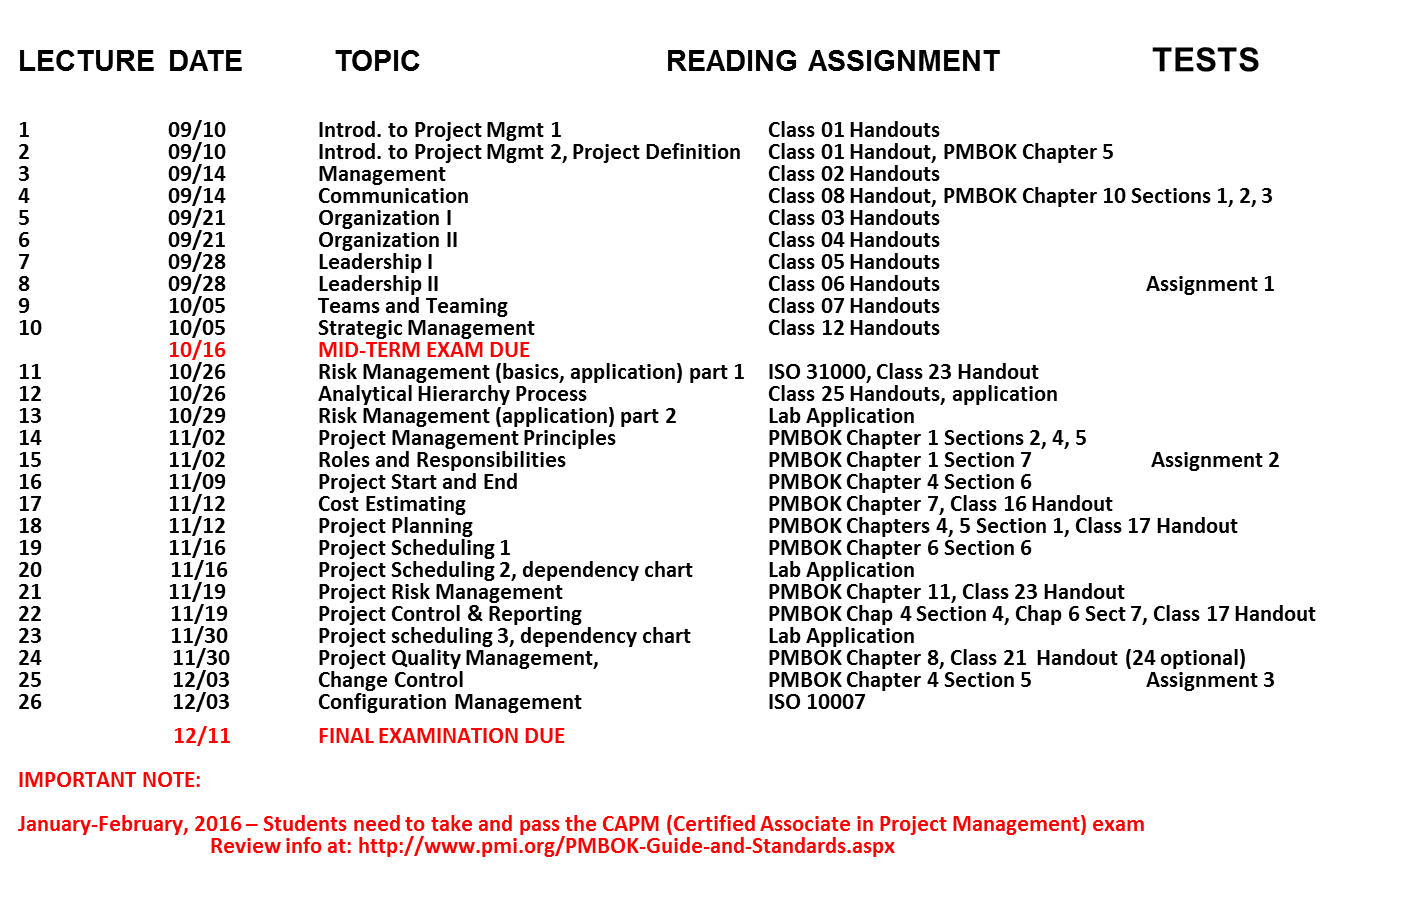 LECTURE DATE TOPIC READING ASSIGNMENT TESTS
1 09/10 Introd. to Project Mgmt 1 Class 01 Handouts
2 09/10 Introd. to Project Mgmt 2, Project Definition Class 01 Handout, PMBOK Chapter 5
3 09/14 Management Class 02 Handouts
4 09/14 Communication Class 08 Handout, PMBOK Chapter 10 Sections 1, 2, 3
5 09/21 Organization I Class 03 Handouts
6 09/21 Organization II Class 04 Handouts
7 09/28 Leadership I Class 05 Handouts
8 09/28 Leadership II Class 06 Handouts Assignment 1
9 10/05 Teams and Teaming Class 07 Handouts
10 10/05 Strategic Management Class 12 Handouts
10/16 MID-TERM EXAM DUE
11 10/26 Risk Management (basics, application) part 1 ISO 31000, Class 23 Handout
12 10/26 Analytical Hierarchy Process Class 25 Handouts, application
13 10/29 Risk Management (application) part 2 Lab Application
14 11/02 Project Management Principles PMBOK Chapter 1 Sections 2, 4, 5
15 11/02 Roles and Responsibilities PMBOK Chapter 1 Section 7 Assignment 2
16 11/09 Project Start and End PMBOK Chapter 4 Section 6
17 11/12 Cost Estimating PMBOK Chapter 7, Class 16 Handout
18 11/12 Project Planning PMBOK Chapters 4, 5 Section 1, Class 17 Handout
19 11/16 Project Scheduling 1 PMBOK Chapter 6 Section 6
20 11/16 Project Scheduling 2, dependency chart Lab Application
21 11/19 Project Risk Management PMBOK Chapter 11, Class 23 Handout
22 11/19 Project Control & Reporting PMBOK Chap 4 Section 4, Chap 6 Sect 7, Class 17 Handout
23 11/30 Project scheduling 3, dependency chart Lab Application
24 11/30 Project Quality Management, PMBOK Chapter 8, Class 21 Handout (24 optional)
25 12/03 Change Control PMBOK Chapter 4 Section 5 Assignment 3
26 12/03 Configuration Management ISO 10007
12/11 FINAL EXAMINATION DUE
IMPORTANT NOTE:
January-February, 2016 – Students need to take and pass the CAPM (Certified Associate in Project Management) exam
Review info at: http://www.pmi.org/PMBOK-Guide-and-Standards.aspx